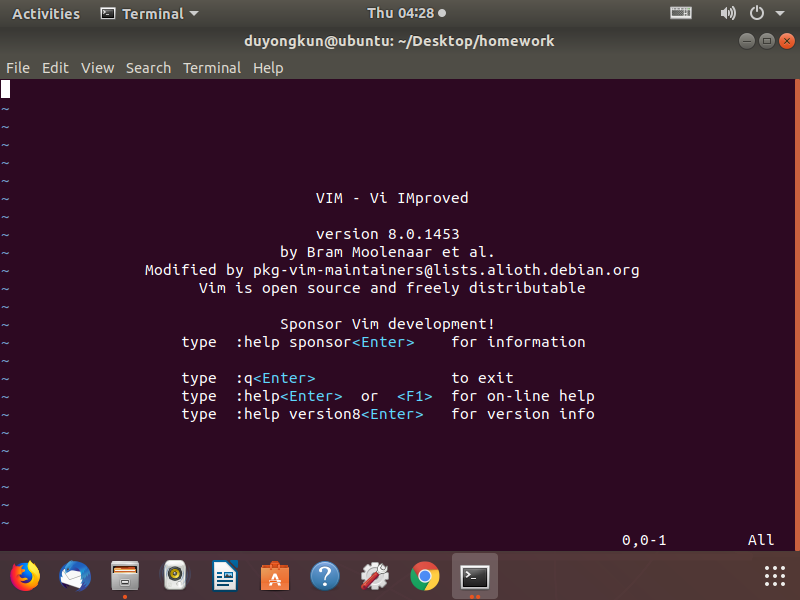 Activities Terminal Thu 04:28
duyongkun@ubuntu: ~/Desktop/homework
File Edit View Search Terminal Help
~
~
~
~
~
~ VIM - Vi IMproved
~
~ version 8.0.1453
~ by Bram Moolenaar et al.
~ Modified by pkg-vim-maintainers@lists.alioth.debian.org
~ Vim is open source and freely distributable
~
~ Sponsor Vim development!
~ type :help sponsor<Enter> for information
~
~ type :q<Enter> to exit
~ type :help<Enter> or <F1> for on-line help
~ type :help version8<Enter> for version info
~
~
~
~
~
~
0,0-1 All